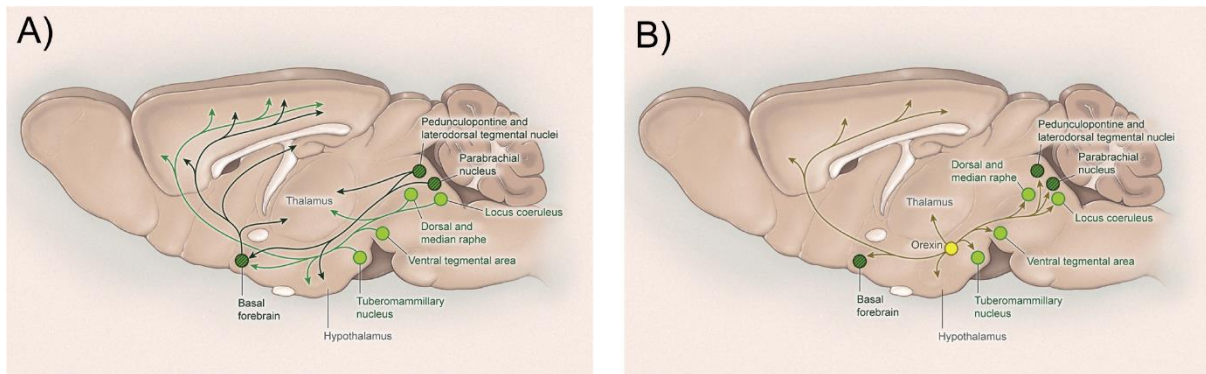 A)
Pedunculopontine and
laterodorsal tegmental nuclei
Parabrachial
nucleus
Thalamus
Locus coeruleus
Dorsal and
median raphe
Ventral tegmental area
Basal
forebrain
Tuberomammillary
nucleus
Hypothalamus
B)
Pedunculopontine and
laterodorsal tegmental nuclei
Dorsal and
median raphe
Parabrachial
nucleus
Thalamus
Locus coeruleus
Orexin
Ventral tegmental area
Basal
forebrain
Tuberomammillary
nucleus
Hypothalamus